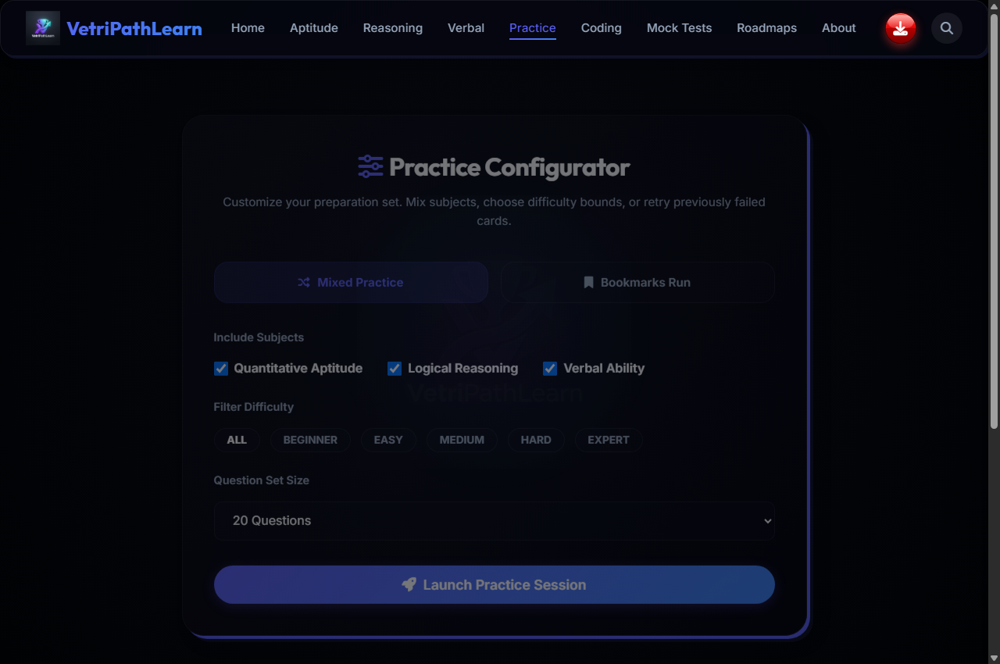 VetriPathLearn
Home
Aptitude
Reasoning
Verbal
Practice
Coding
Mock Tests
Roadmaps
About
Practice Configurator
Customize your preparation set. Mix subjects, choose difficulty bounds, or retry previously failed
cards.
Mixed Practice
Bookmarks Run
Include Subjects
Quantitative Aptitude
Logical Reasoning
Verbal Ability
VetriPathLearn
Filter Difficulty
ALL
BEGINNER
EASY
MEDIUM
HARD
EXPERT
Question Set Size
20 Questions
Launch Practice Session